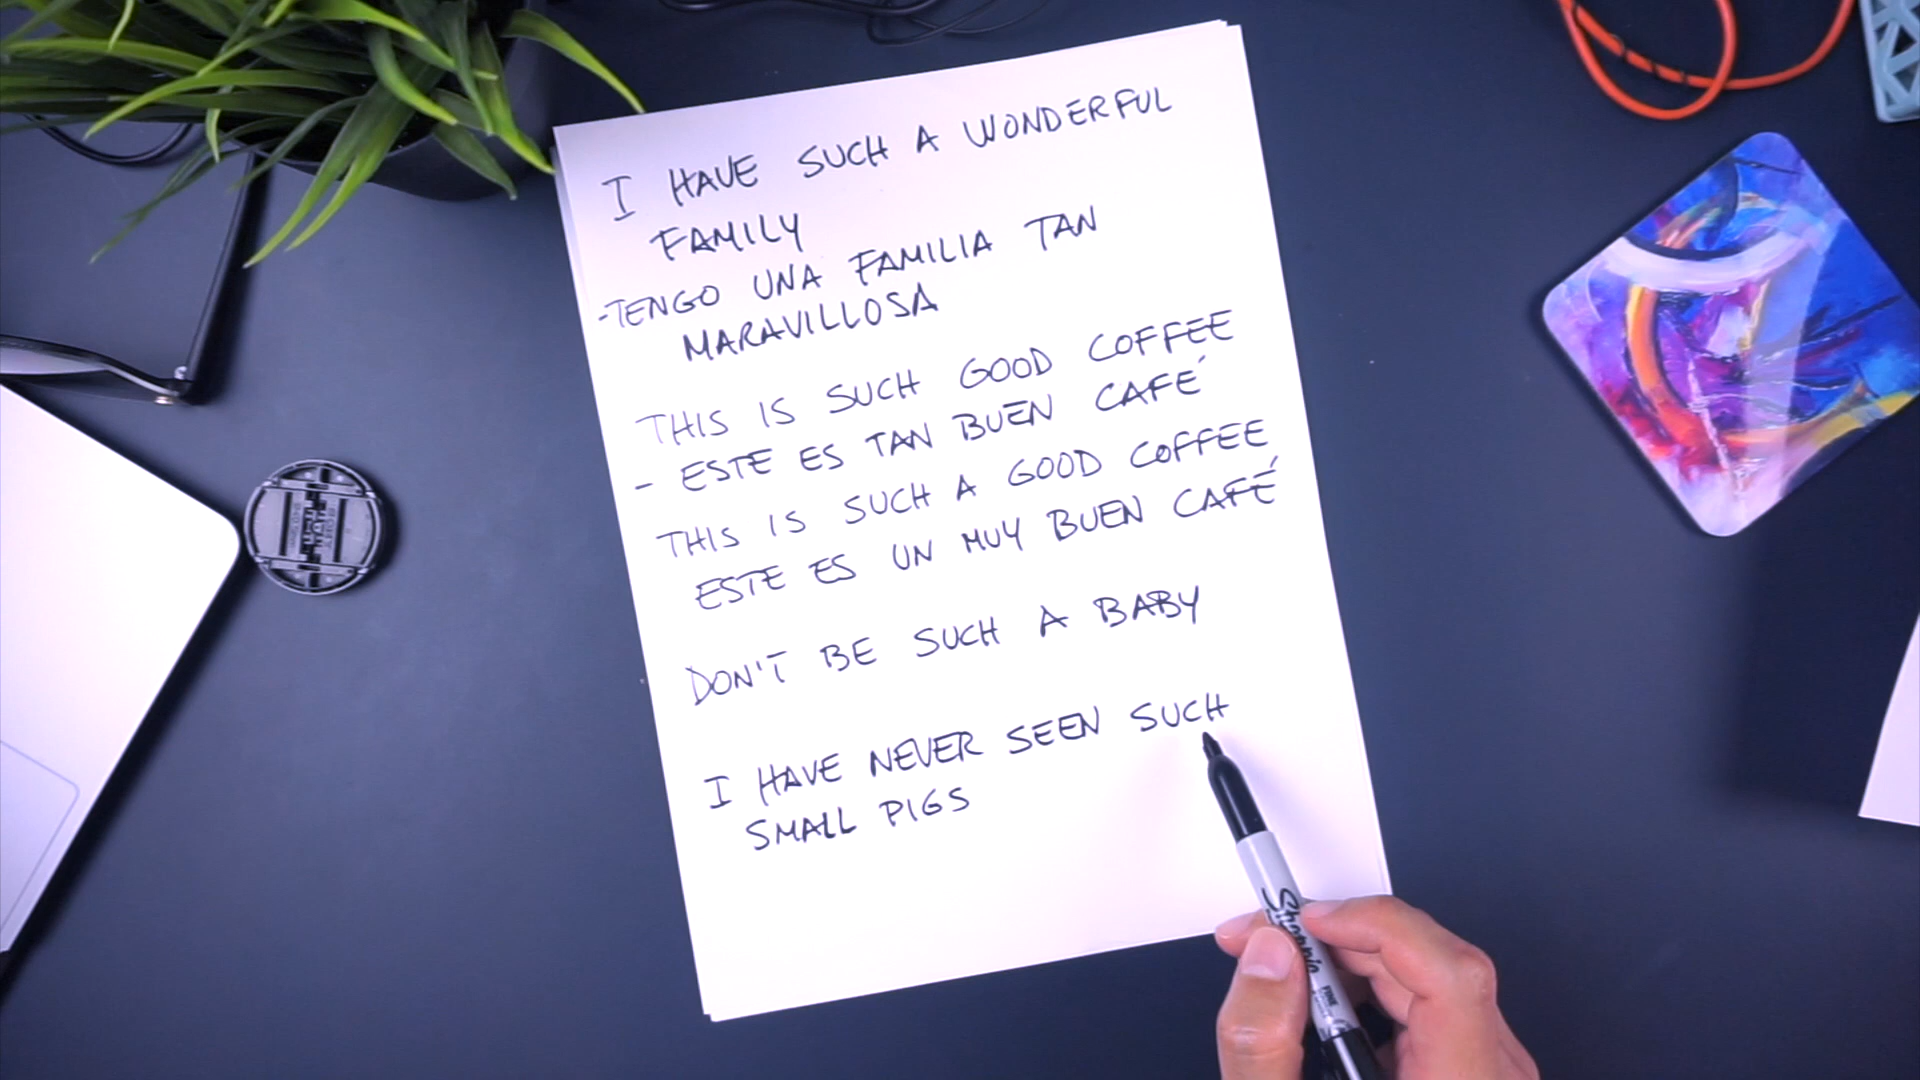 I HAVE SUCH A WONDERFUL
FAMILY
-TENGO UNA FAMILIA TAN
MARAVILLOSA
THIS IS SUCH GOOD COFFEE
- ESTE ES TAN BUEN CAFÉ
THIS IS SUCH A GOOD COFFEE
ESTE ES UN MUY BUEN CAFÉ
DON'T BE SUCH A BABY
I HAVE NEVER SEEN SUCH
SMALL PIGS
Sharpie
FINE